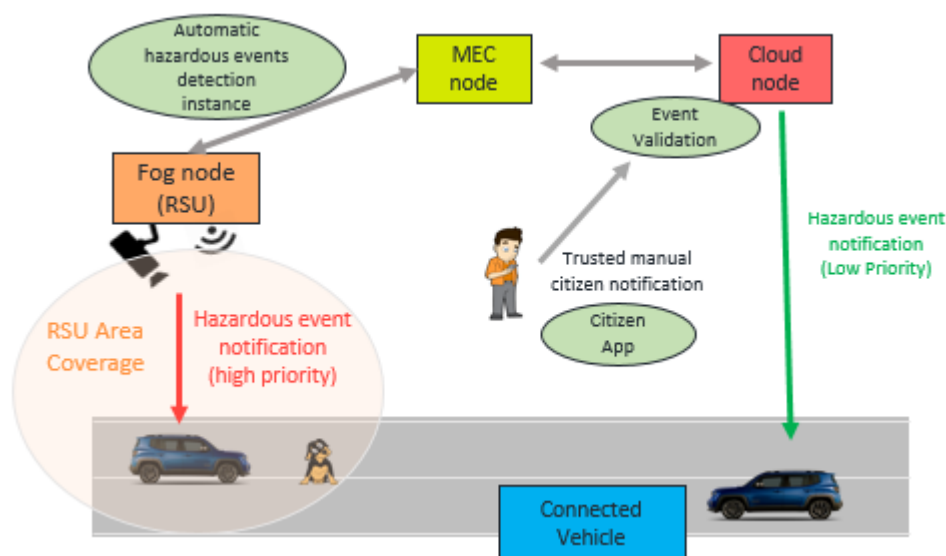 Automatic
hazardous events
detection
instance
MEC
node
Cloud
node
Event
Validation
Fog node
(RSU)
Hazardous event
notification
(Low Priority)
Trusted manual
citizen notification
Citizen
App
RSU Area
Coverage
Hazardous event
notification
(high priority)
Connected
Vehicle